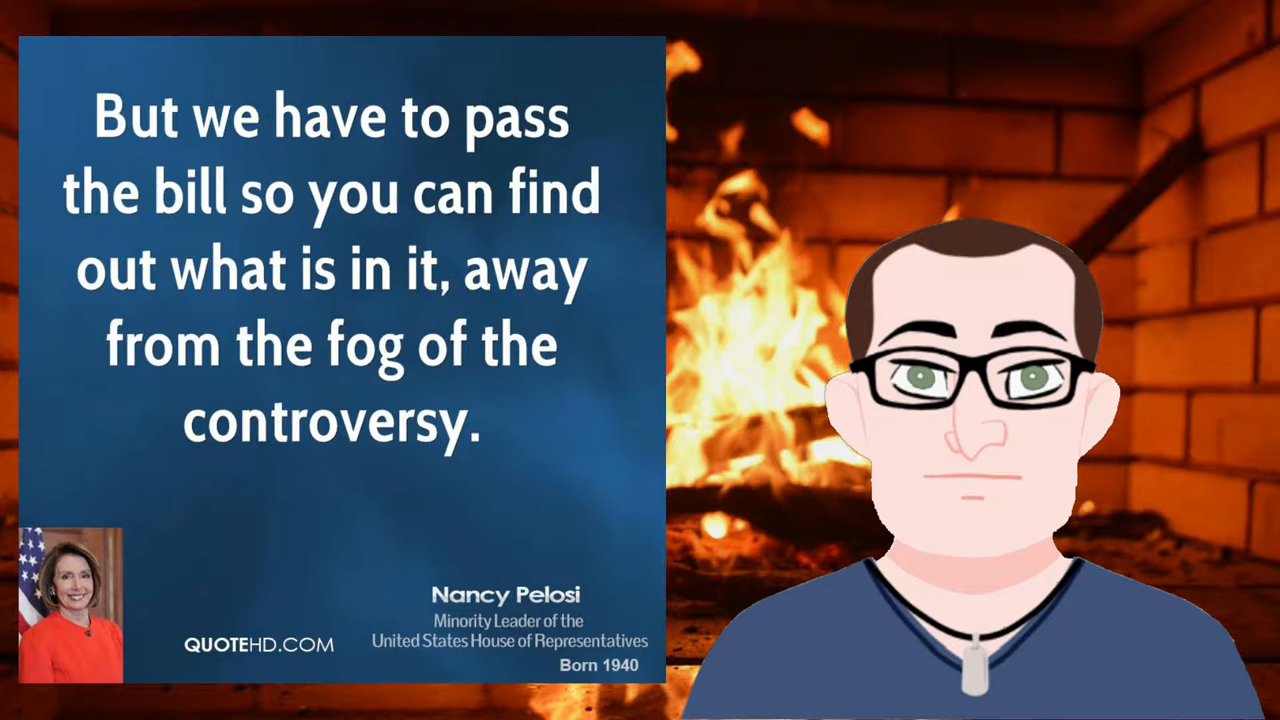 But we have to pass
the bill so you can find
out what is in it, away
from the fog of the
controversy.
Nancy Pelosi
Minority Leader of the
United States House of Representatives
Born 1940
QUOTEHD.COM